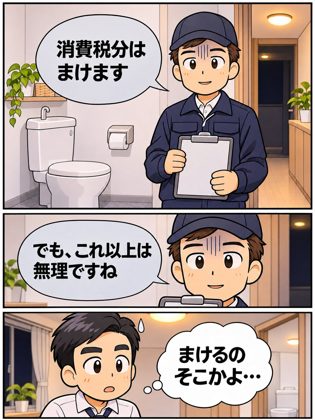 消費税分は
まけます
でも、これ以上は
無理ですね
まけるの
そこかよ…